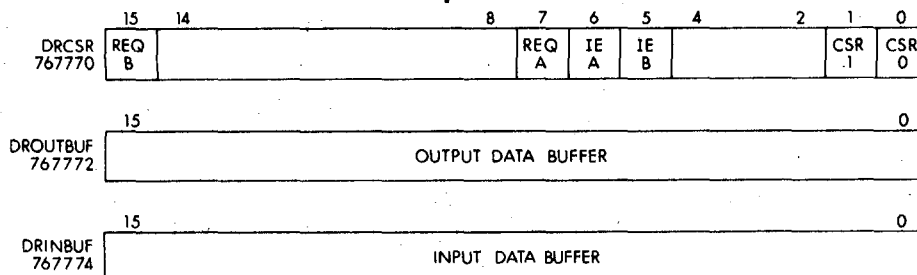 15 14 8 7 6 5 4 2 1 0
DRCSR REQ REQ IE IE CSR CSR
767770 B A A B 1 0
15 0
DROUTBUF
767772 OUTPUT DATA BUFFER
15 0
DRINBUF
767774 INPUT DATA BUFFER